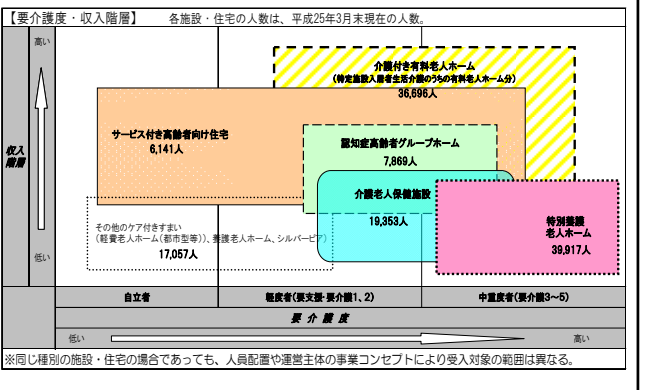 【要介護度・収入階層】 各施設・住宅の人数は、平成25年3月末現在の人数。
高い
介護付き有料老人ホーム
(特定施設入居者生活介護のうちの有料老人ホーム分)
36,696人
サービス付き高齢者向け住宅
6,141人
認知症高齢者グループホーム
7,869人
収入
階層
介護老人保健施設
19,353人
特別養護
老人ホーム
39,917人
その他のケア付きすまい
(軽費老人ホーム(都市型等))、養護老人ホーム、シルバーピア)
17,057人
低い
自立者 軽度者(要支援・要介護1、2) 中重度者(要介護3～5)
要介護度
低い 高い
※同じ種別の施設・住宅の場合であっても、人員配置や運営主体の事業コンセプトにより受入対象の範囲は異なる。